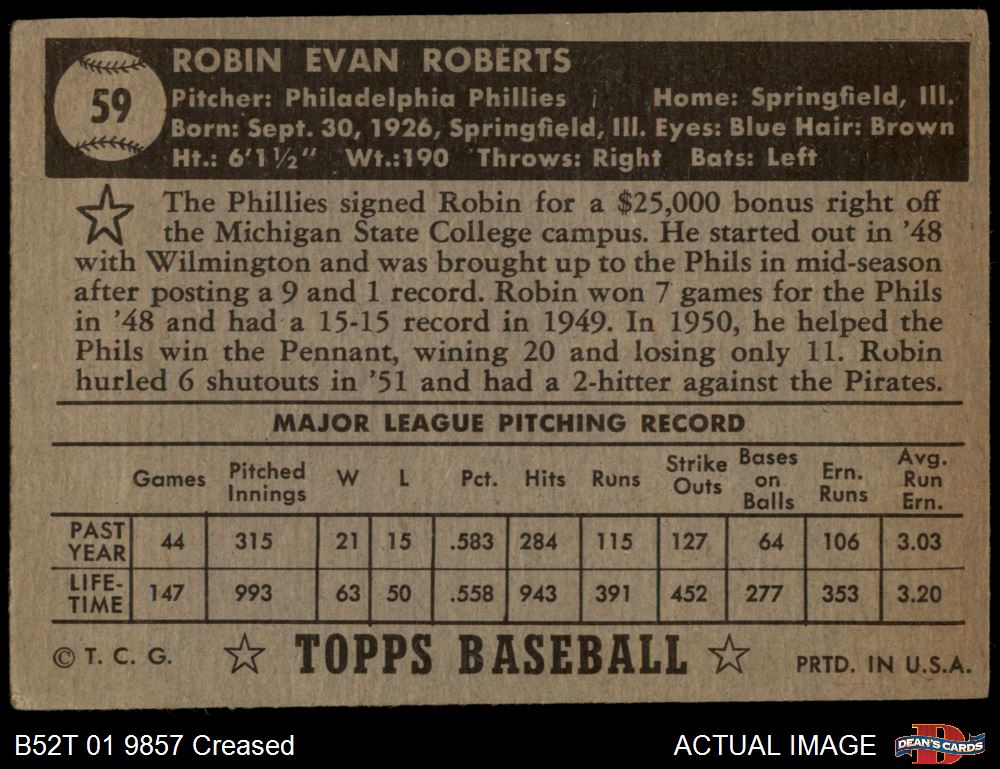 59
ROBIN EVAN ROBERTS
Pitcher: Philadelphia Phillies Home: Springfield, Ill.
Born: Sept. 30, 1926, Springfield, Ill. Eyes: Blue Hair: Brown
Ht.: 6'1½" Wt.:190 Throws: Right Bats: Left
The Phillies signed Robin for a $25,000 bonus right off
the Michigan State College campus. He started out in '48
with Wilmington and was brought up to the Phils in mid-season
after posting a 9 and 1 record. Robin won 7 games for the Phils
in '48 and had a 15-15 record in 1949. In 1950, he helped the
Phils win the Pennant, wining 20 and losing only 11. Robin
hurled 6 shutouts in '51 and had a 2-hitter against the Pirates.
MAJOR LEAGUE PITCHING RECORD
Games Pitched Innings W L Pct. Hits Runs Strike Outs Bases on Balls Ern. Runs Avg. Run Ern.
PAST YEAR 44 315 21 15 .583 284 115 127 64 106 3.03
LIFE-TIME 147 993 63 50 .558 943 391 452 277 353 3.20
© T. C. G. TOPPS BASEBALL PRTD. IN U.S.A.
B52T 01 9857 Creased ACTUAL IMAGE DEAN'S CARDS